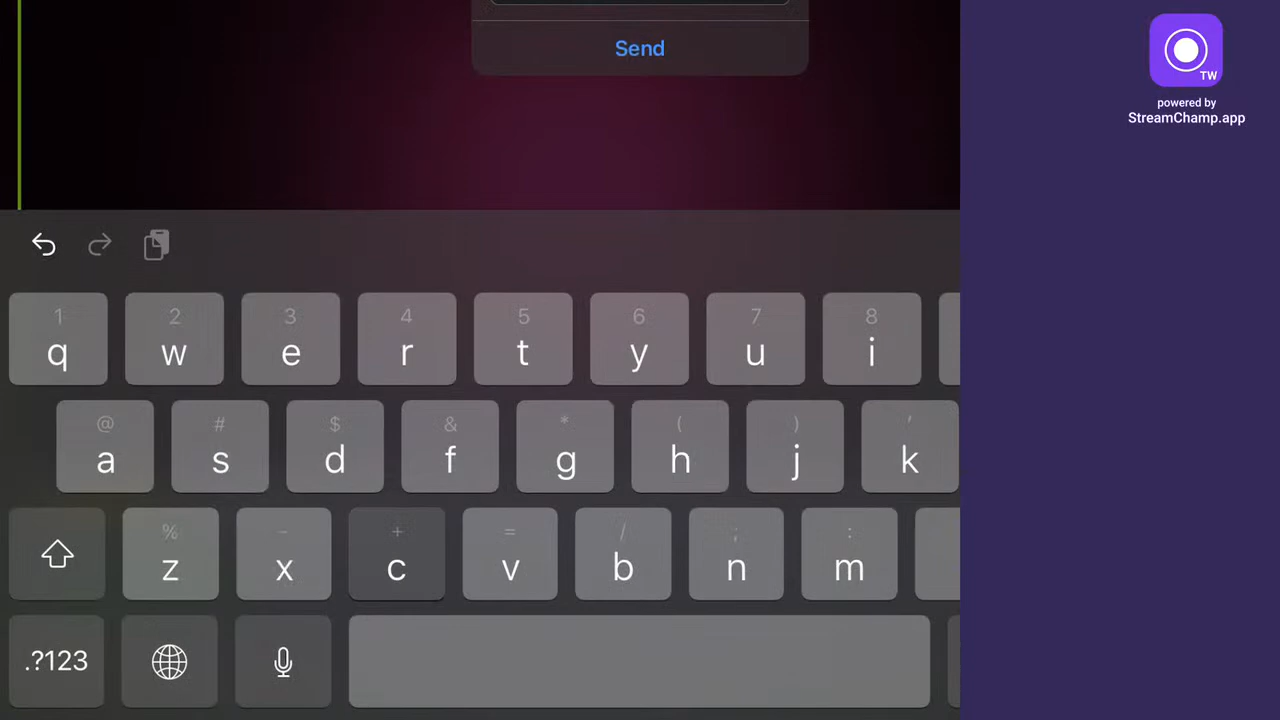 Send
TW
powered by
StreamChamp.app
1 2 3 4 5 6 7 8
q w e r t y u i
@ # $ & * ( ) '
a s d f g h j k
% - + = / ; :
z x c v b n m
.?123